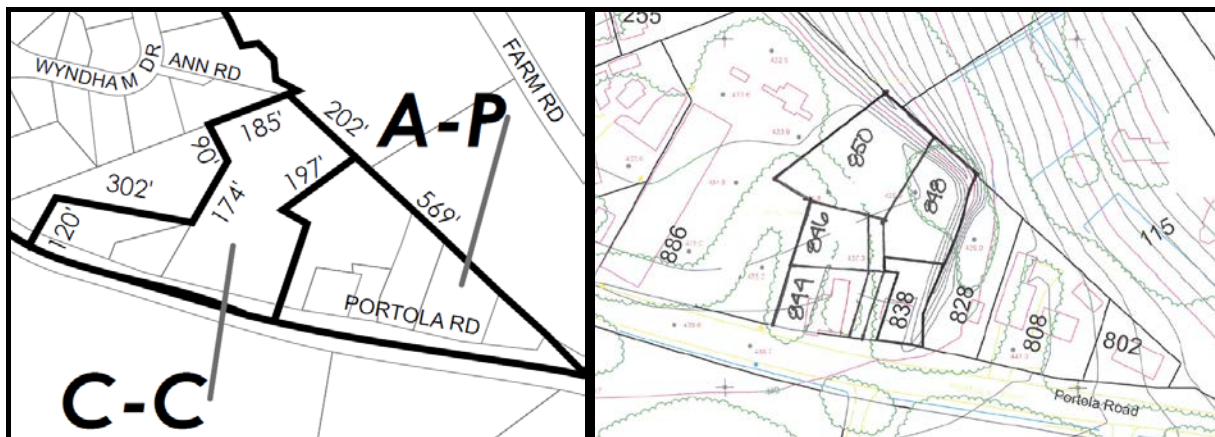 WYNDHAM DR
ANN RD
FARM RD
202'
A-P
185'
90'
197'
302'
174'
569'
120'
PORTOLA RD
C-C
255
850
848
846
886
115
844
838
828
808
802
Portola Road